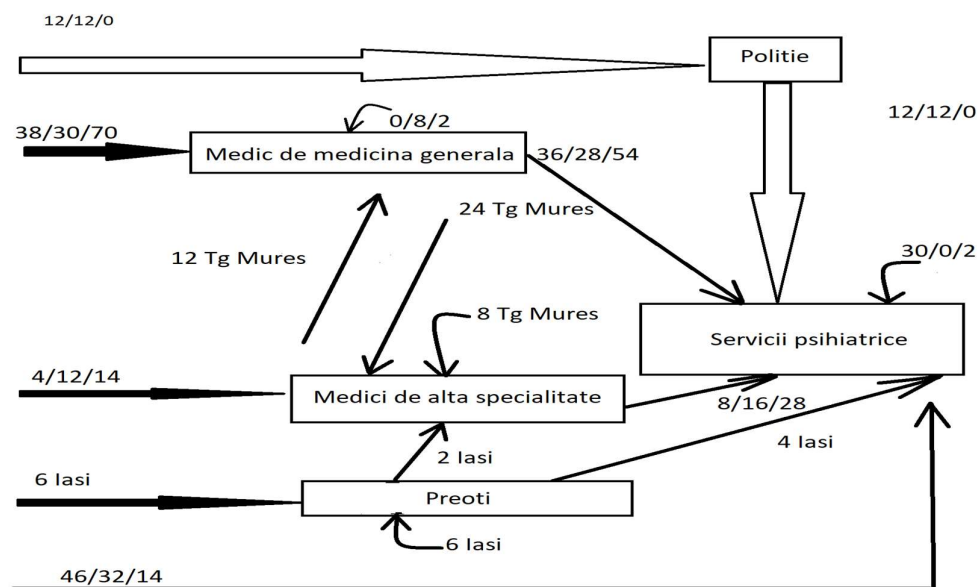 12/12/0
Politie
12/12/0
0/8/2
38/30/70
Medic de medicina generala
36/28/54
24 Tg Mures
12 Tg Mures
30/0/2
8 Tg Mures
Servicii psihiatrice
4/12/14
Medici de alta specialitate
8/16/28
4 Iasi
2 Iasi
6 Iasi
Preoti
6 Iasi
46/32/14